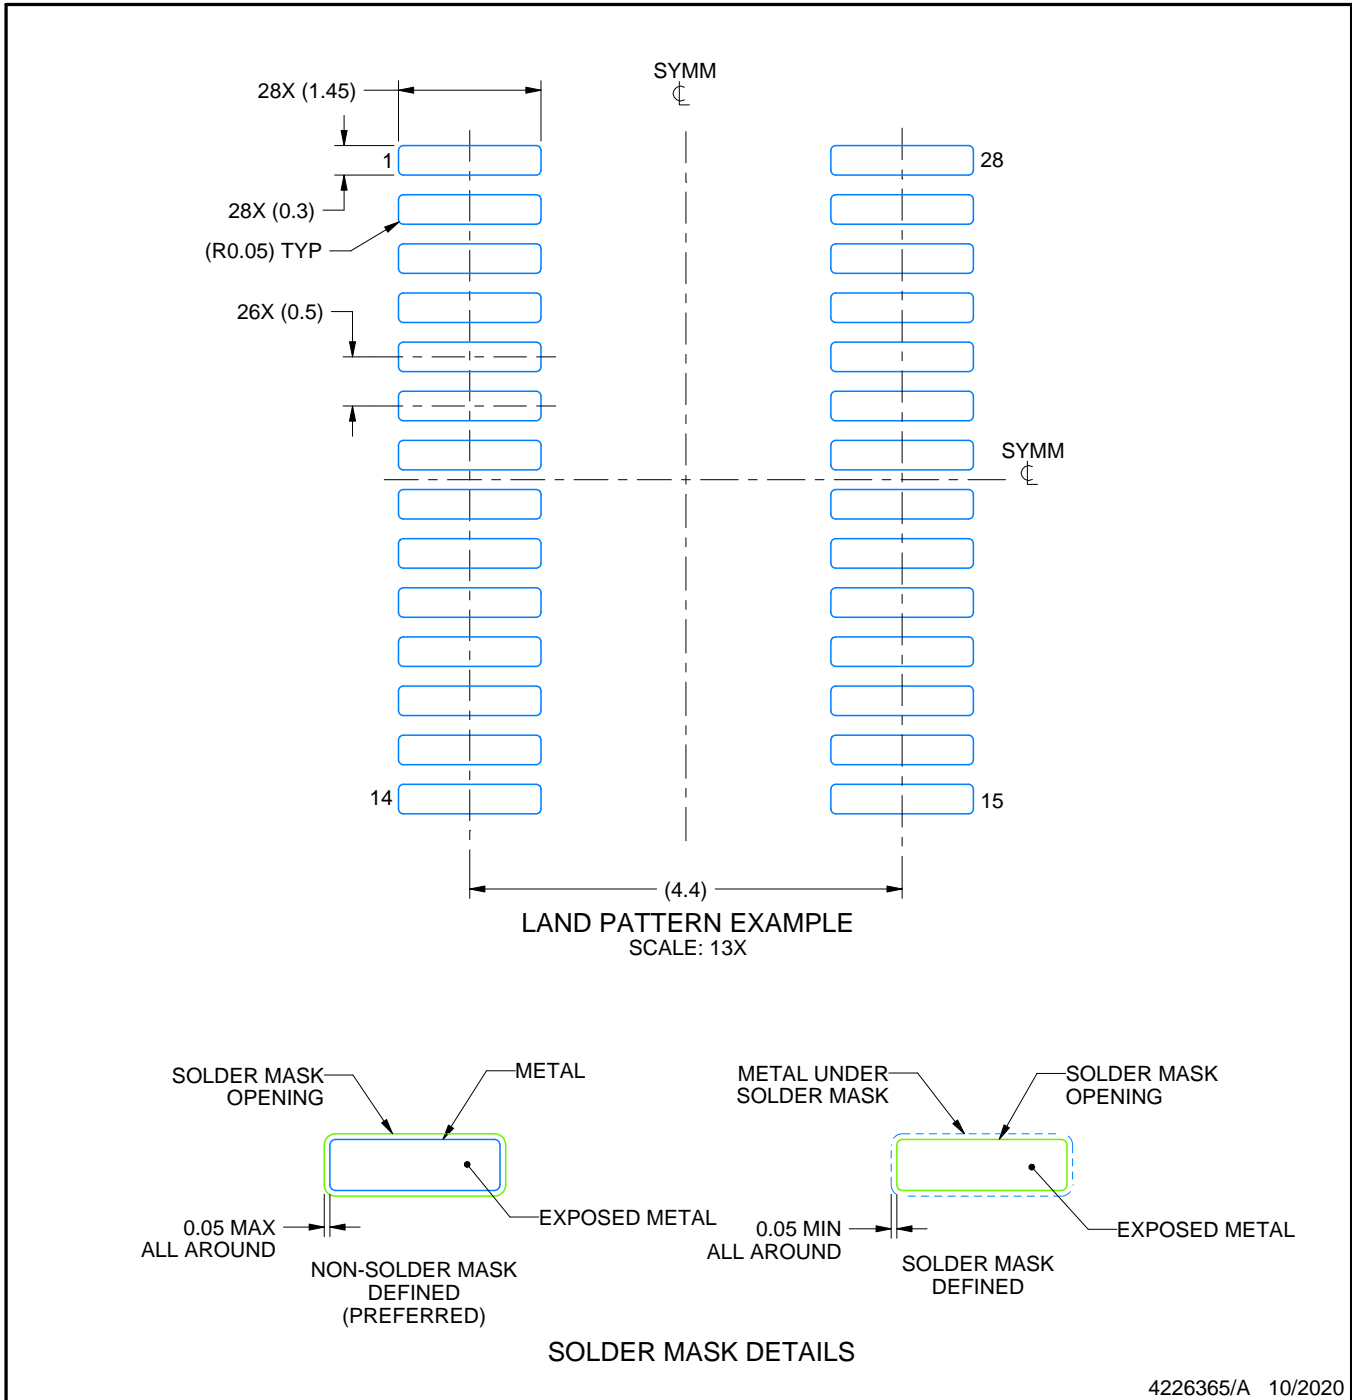 SYMM
℄
28X (1.45)
1
28
28X (0.3)
(R0.05) TYP
26X (0.5)
SYMM
℄
14
15
(4.4)
LAND PATTERN EXAMPLE
SCALE: 13X
SOLDER MASK
OPENING
METAL
EXPOSED METAL
0.05 MAX
ALL AROUND
NON-SOLDER MASK
DEFINED
(PREFERRED)
METAL UNDER
SOLDER MASK
SOLDER MASK
OPENING
EXPOSED METAL
0.05 MIN
ALL AROUND
SOLDER MASK
DEFINED
SOLDER MASK DETAILS
4226365/A 10/2020